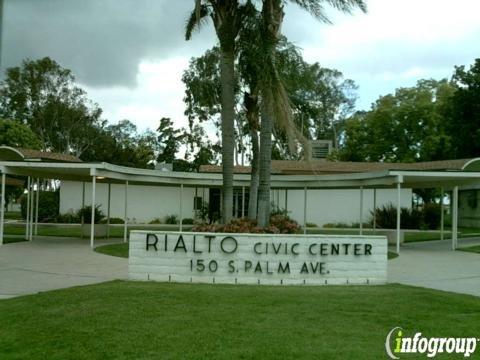 RIALTO CIVIC CENTER
150 S. PALM AVE.
infogroup